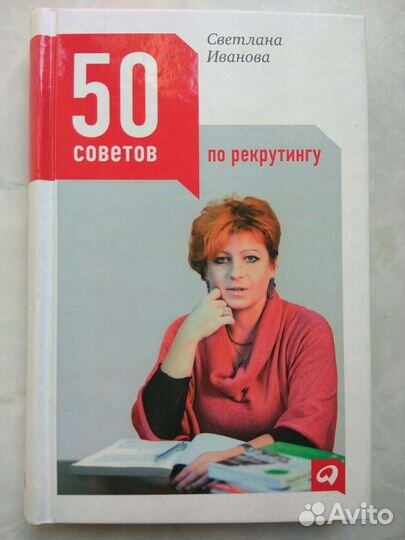 Светлана
Иванова
50
советов
по рекрутингу
Avito